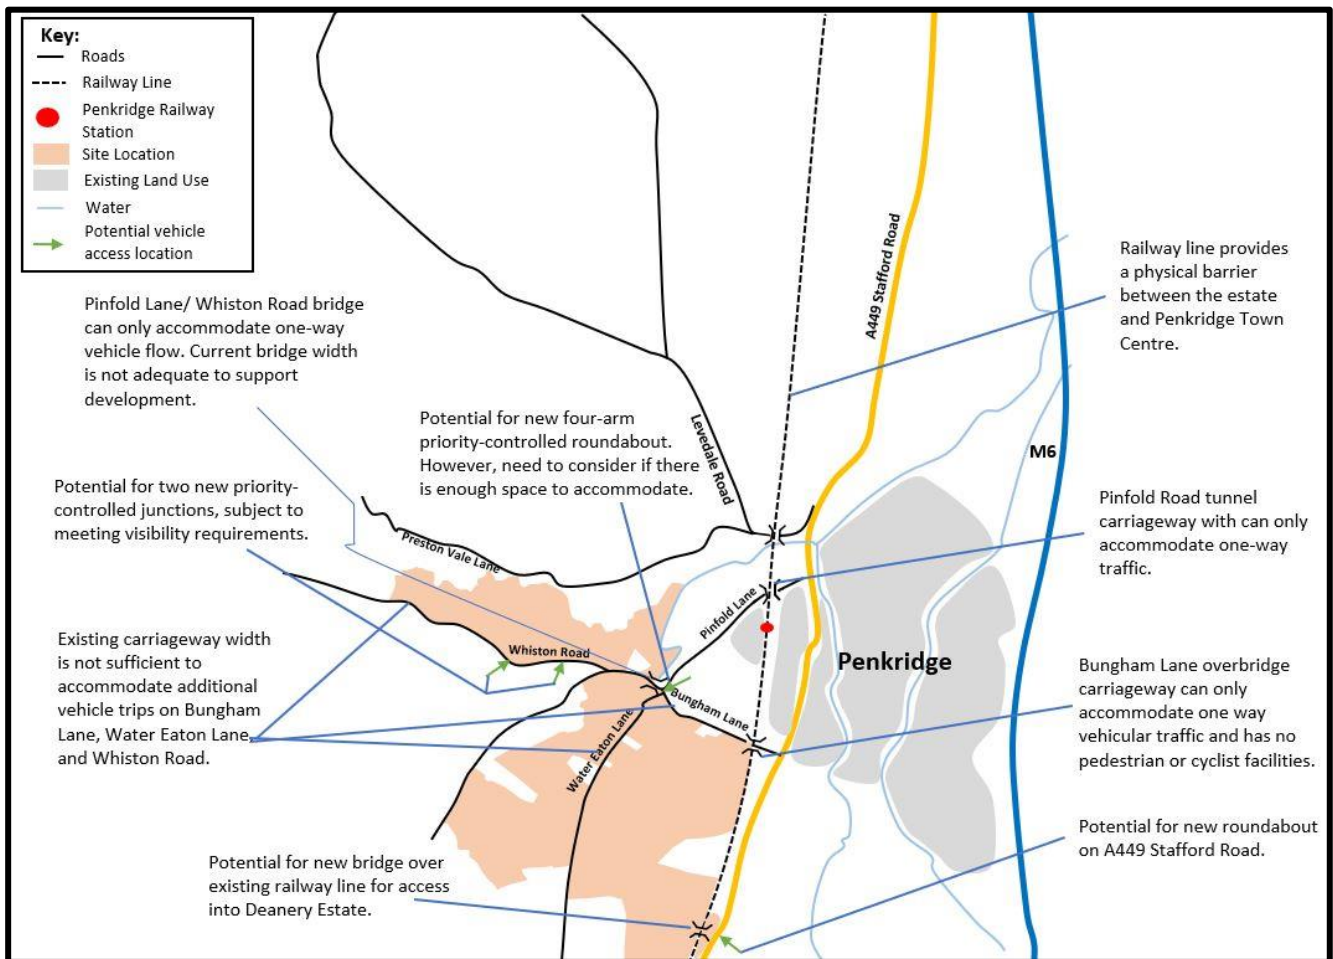 Key:
Roads
Railway Line
Penkridge Railway
Station
Site Location
Existing Land Use
Water
Potential vehicle
access location
Pinfold Lane/ Whiston Road bridge
can only accommodate one-way
vehicle flow. Current bridge width
is not adequate to support
development.
Potential for new four-arm
priority-controlled roundabout.
However, need to consider if there
is enough space to accommodate.
Potential for two new priority-
controlled junctions, subject to
meeting visibility requirements.
Existing carriageway width
is not sufficient to
accommodate additional
vehicle trips on Bungham
Lane, Water Eaton Lane
and Whiston Road.
Potential for new bridge over
existing railway line for access
into Deanery Estate.
Railway line provides
a physical barrier
between the estate
and Penkridge Town
Centre.
Pinfold Road tunnel
carriageway with can only
accommodate one-way
traffic.
Bungham Lane overbridge
carriageway can only
accommodate one way
vehicular traffic and has no
pedestrian or cyclist facilities.
Potential for new roundabout
on A449 Stafford Road.
A449 Stafford Road
M6
Levedale Road
Preston Vale Lane
Pinfold Lane
Whiston Road
Penkridge
Bungham Lane
Water Eaton Lane